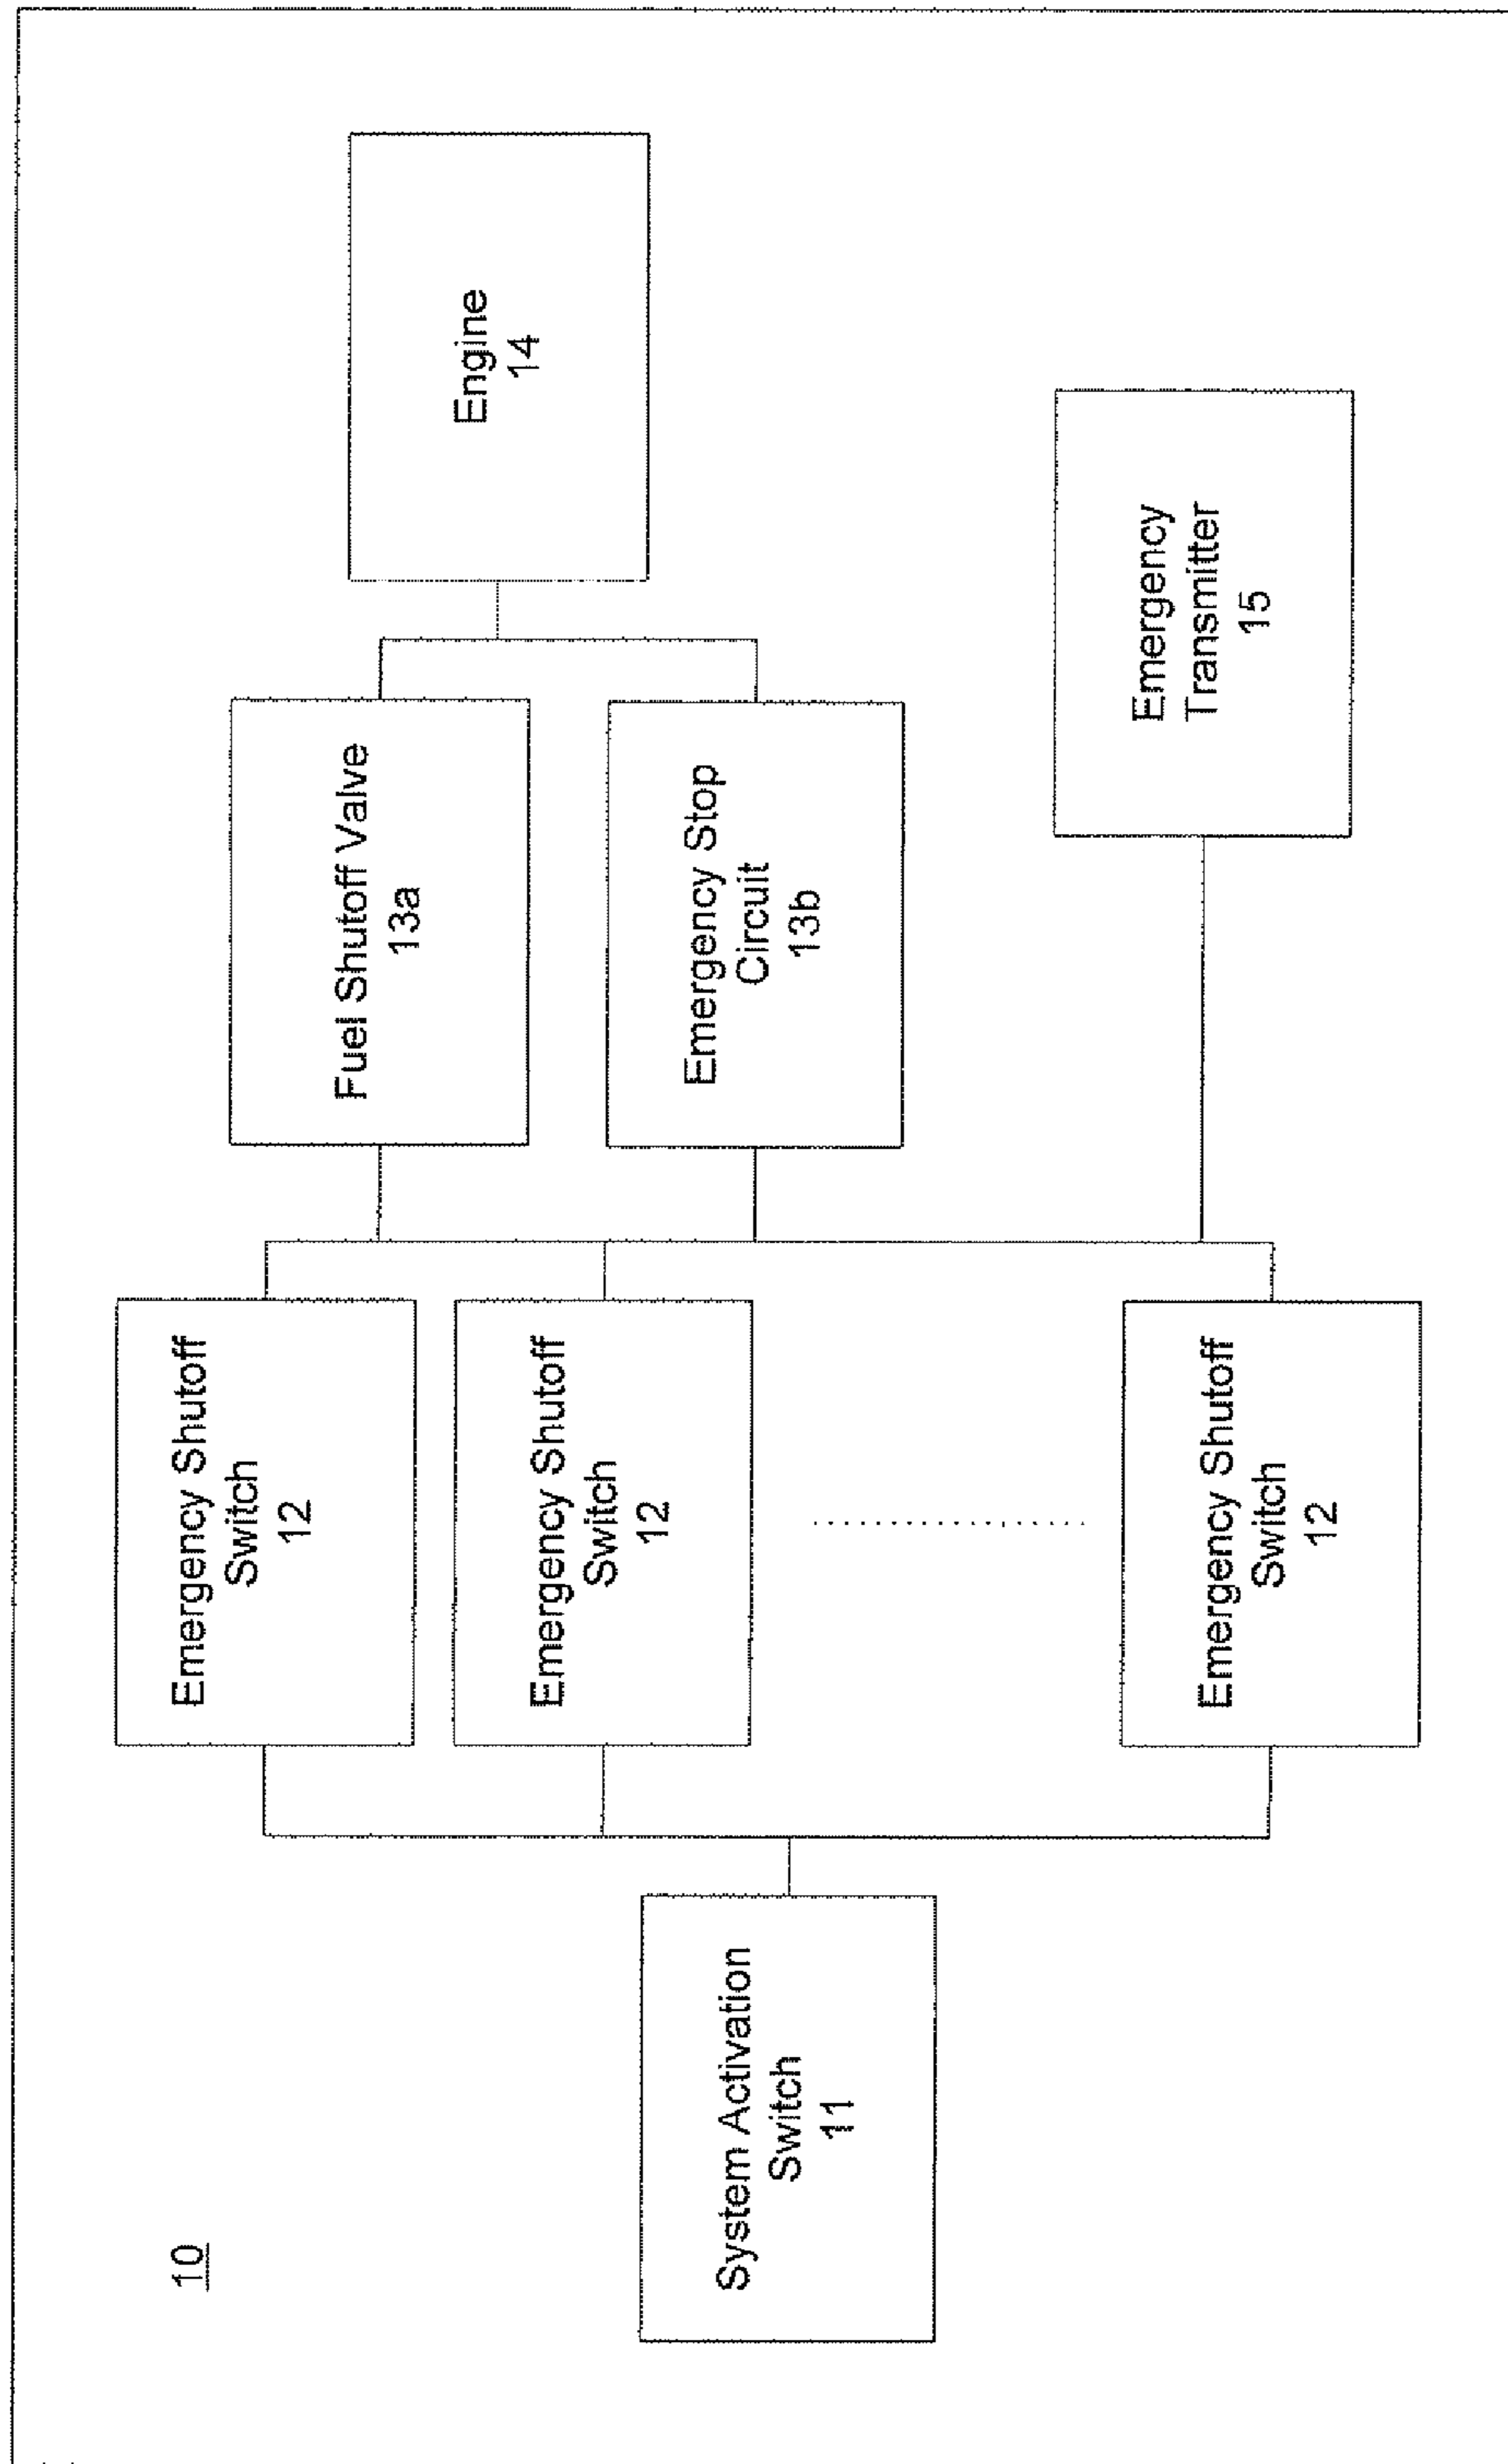 10
System Activation
Switch
11
Emergency Shutoff
Switch
12
Emergency Shutoff
Switch
12
Emergency Shutoff
Switch
12
Fuel Shutoff Valve
13a
Emergency Stop
Circuit
13b
Engine
14
Emergency
Transmitter
15